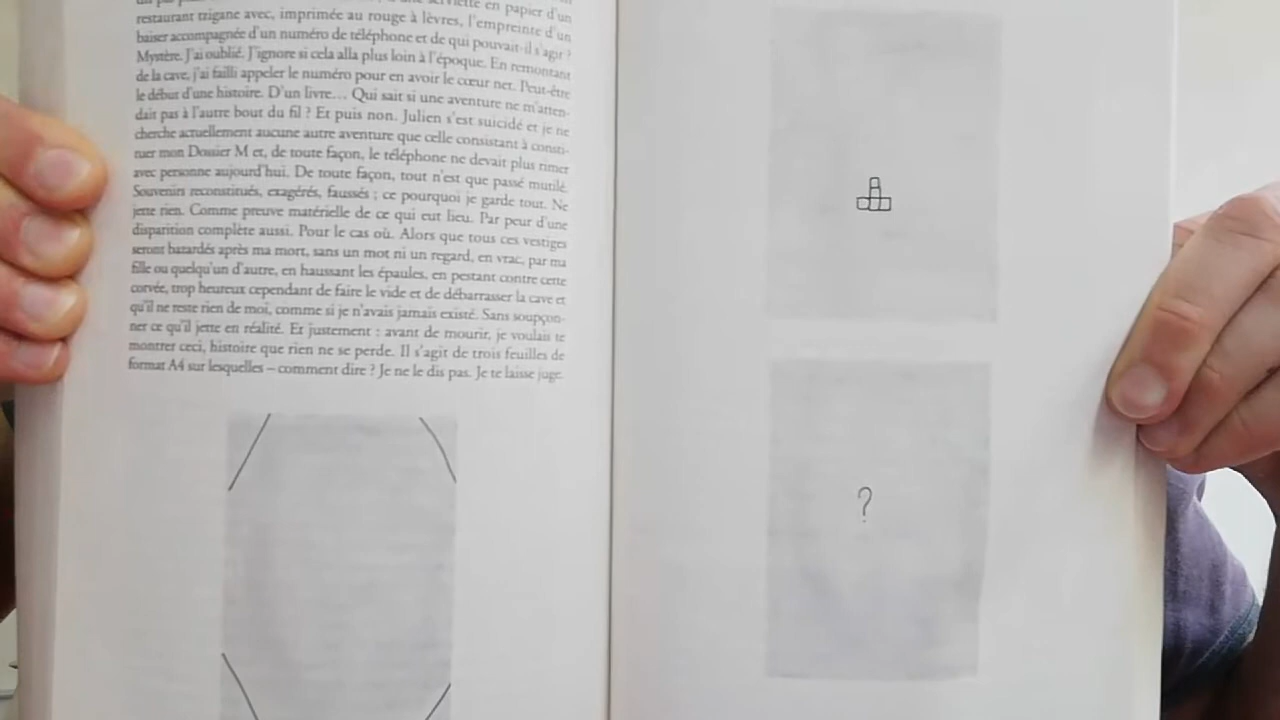 serviette en papier d'un
restaurant tzigane avec, imprimée au rouge à lèvres, l'empreinte d'un
baiser accompagnée d'un numéro de téléphone et de qui pouvait-il s'agir ?
Mystère. J'ai oublié. J'ignore si cela alla plus loin à l'époque. En remontant
de la cave, j'ai failli appeler le numéro pour en avoir le cœur net. Peut-être
le début d'une histoire. D'un livre… Qui sait si une aventure ne m'atten-
dait pas à l'autre bout du fil ? Et puis non. Julien s'est suicidé et je ne
cherche actuellement aucune autre aventure que celle consistant à consti-
tuer mon Dossier M et, de toute façon, le téléphone ne devait plus rimer
avec personne aujourd'hui. De toute façon, tout n'est que passé mutilé.
Souvenirs reconstitués, exagérés, faussés ; ce pourquoi je garde tout. Ne
jette rien. Comme preuve matérielle de ce qui eut lieu. Par peur d'une
disparition complète aussi. Pour le cas où. Alors que tous ces vestiges
seront bazardés après ma mort, sans un mot ni un regard, en vrac, par ma
fille ou quelqu'un d'autre, en haussant les épaules, en pestant contre cette
corvée, trop heureux cependant de faire le vide et de débarrasser la cave et
qu'il ne reste rien de moi, comme si je n'avais jamais existé. Sans soupçon-
ner ce qu'il jette en réalité. Et justement : avant de mourir, je voulais te
montrer ceci, histoire que rien ne se perde. Il s'agit de trois feuilles de
format A4 sur lesquelles – comment dire ? Je ne le dis pas. Je te laisse juge.
?